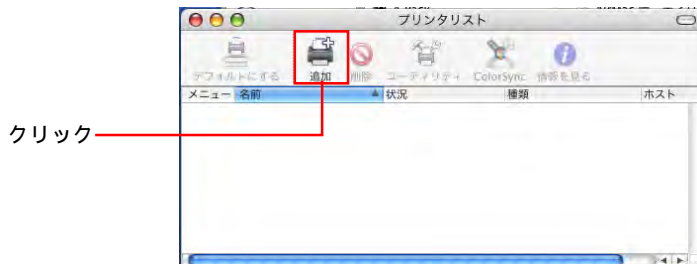 プリンタリスト
デフォルトにする 追加 削除 ユーティリティ ColorSync 情報を見る
メニュー 名前 状況 種類 ホスト
クリック